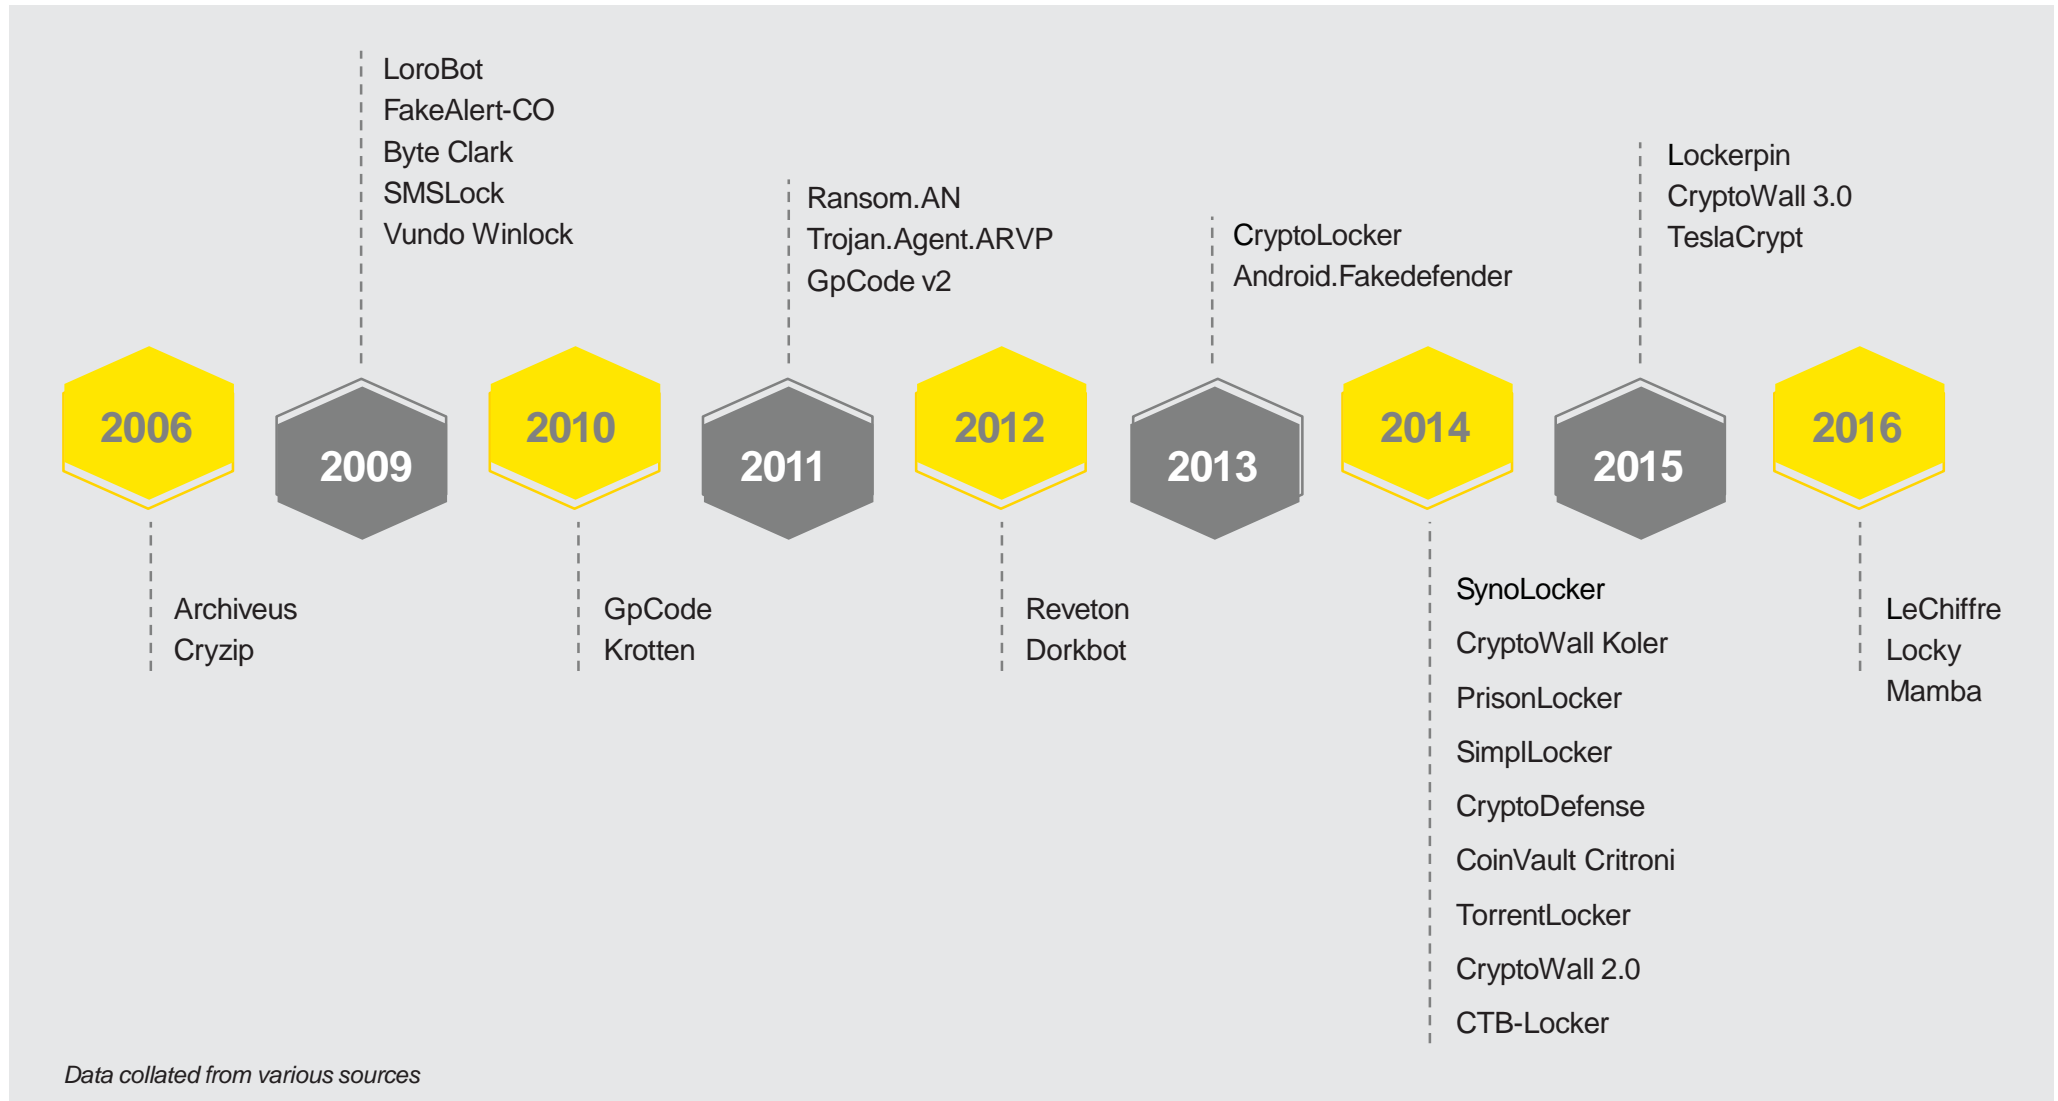 2006
Archiveus
Cryzip
LoroBot
FakeAlert-CO
Byte Clark
SMSLock
Vundo Winlock
2009
2010
GpCode
Krotten
Ransom.AN
Trojan.Agent.ARVP
GpCode v2
2011
2012
Reveton
Dorkbot
CryptoLocker
Android.Fakedefender
2013
2014
SynoLocker
CryptoWall Koler
PrisonLocker
SimplLocker
CryptoDefense
CoinVault Critroni
TorrentLocker
CryptoWall 2.0
CTB-Locker
Lockerpin
CryptoWall 3.0
TeslaCrypt
2015
2016
LeChiffre
Locky
Mamba
Data collated from various sources